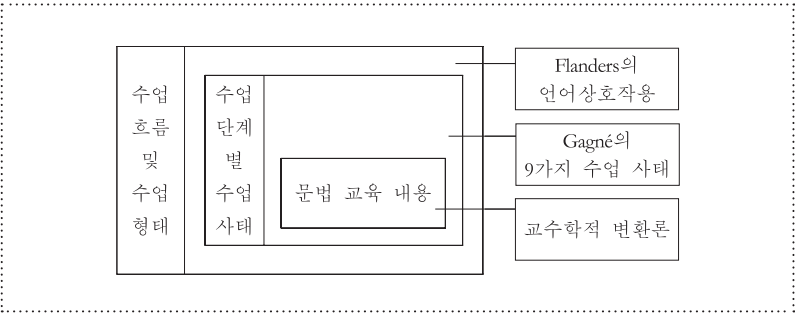 수업
흐름
및
수업
형태
수업
단계
별
수업
사태
문법 교육 내용
Flanders의
언어상호작용
Gagné의
9가지 수업 사태
교수학적 변환론